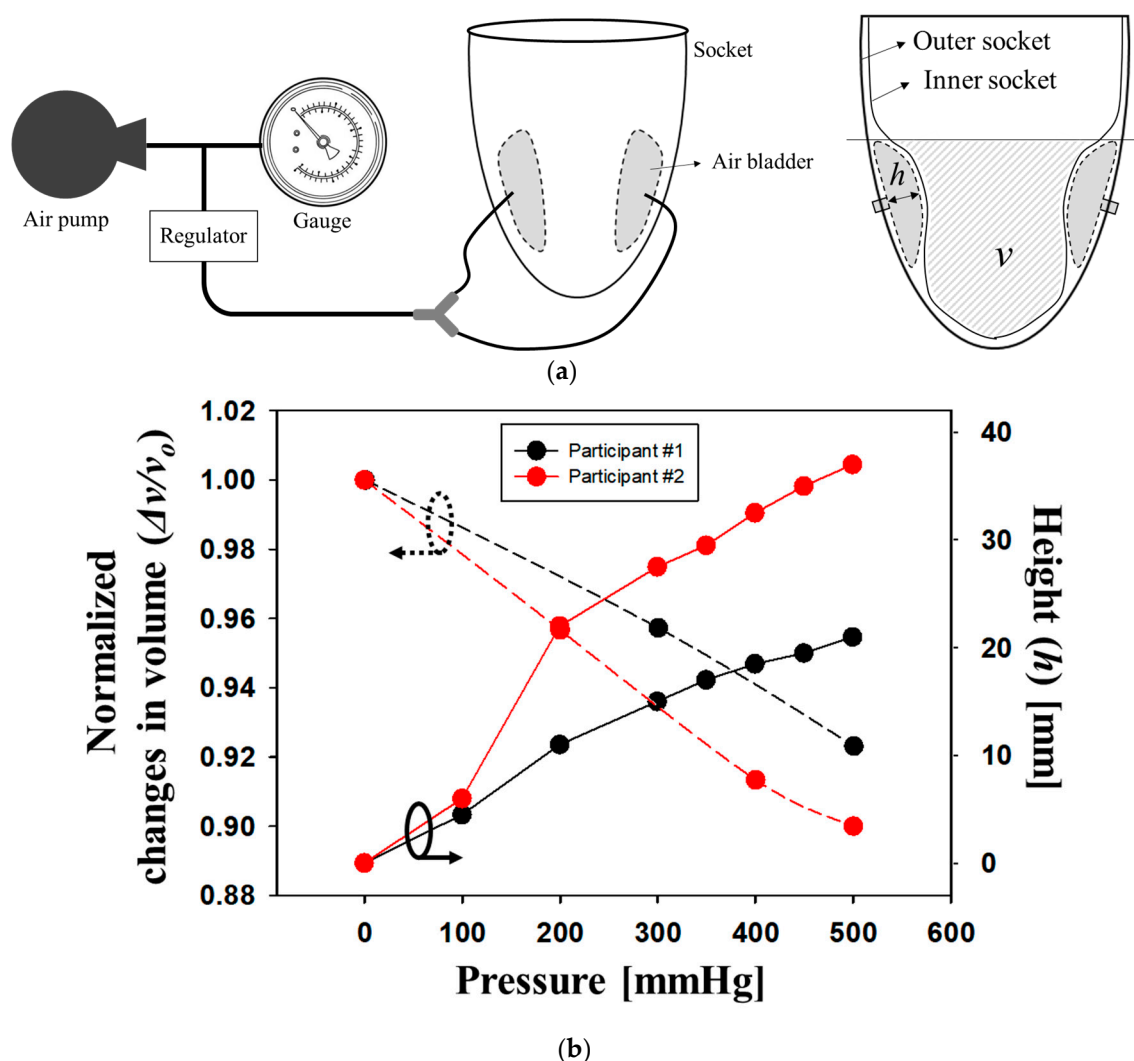 Socket
Outer socket
Inner socket
Air bladder
h
Air pump
Regulator
Gauge
v
(a)
Normalized
changes in volume (Δv/vo)
1.02
1.00
0.98
0.96
0.94
0.92
0.90
0.88
Participant #1
Participant #2
40
30
20
10
0
Height (h) [mm]
0 100 200 300 400 500 600
Pressure [mmHg]
(b)